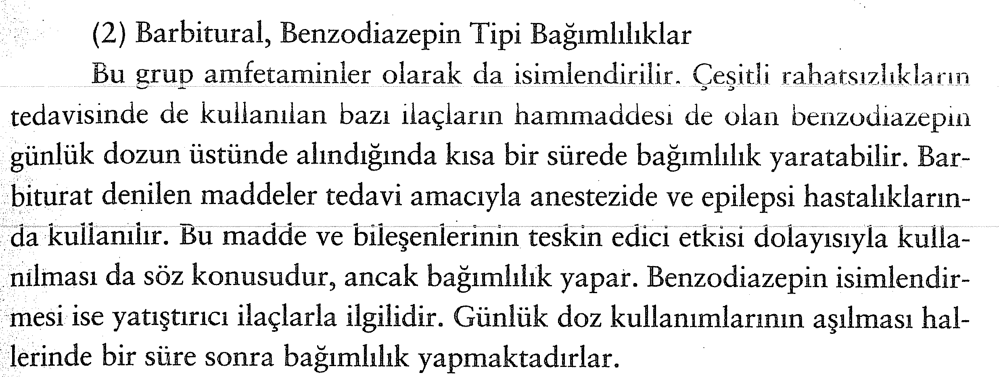 (2) Barbitural, Benzodiazepin Tipi Bağımlılıklar
Bu grup amfetaminler olarak da isimlendirilir. Çeşitli rahatsızlıkların
tedavisinde de kullanılan bazı ilaçların hammaddesi de olan benzodiazepin
günlük dozun üstünde alındığında kısa bir sürede bağımlılık yaratabilir. Bar-
biturat denilen maddeler tedavi amacıyla anestezide ve epilepsi hastalıkların-
da kullanılır. Bu madde ve bileşenlerinin teskin edici etkisi dolayısıyla kulla-
nılması da söz konusudur, ancak bağımlılık yapar. Benzodiazepin isimlendir-
mesi ise yatıştırıcı ilaçlarla ilgilidir. Günlük doz kullanımlarının aşılması hal-
lerinde bir süre sonra bağımlılık yapmaktadırlar.